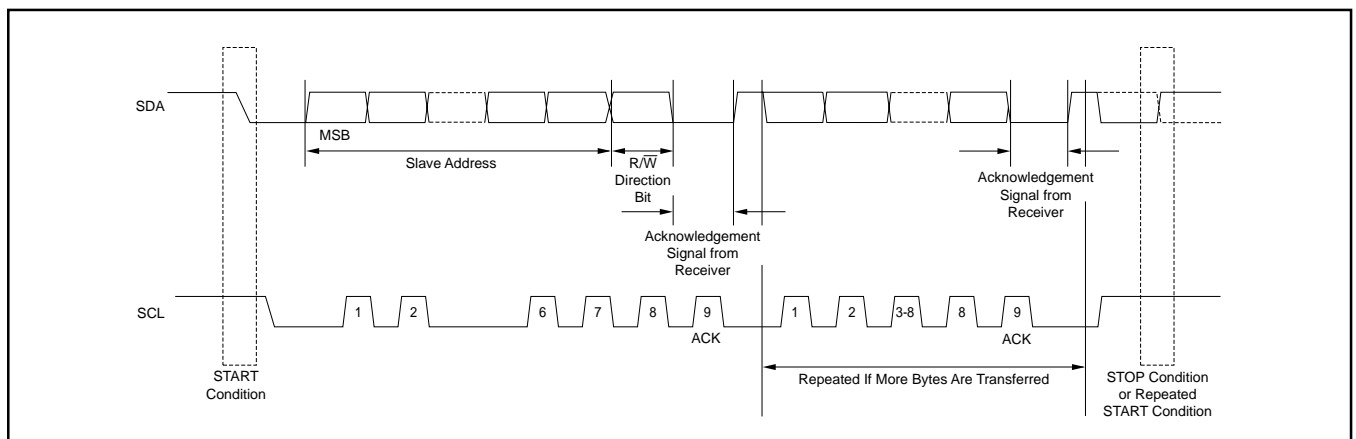 SDA
MSB
Slave Address
R/W̅
Direction
Bit
Acknowledgement
Signal from
Receiver
Acknowledgement
Signal from
Receiver
SCL
1
2
6
7
8
9
ACK
1
2
3-8
8
9
ACK
START
Condition
Repeated If More Bytes Are Transferred
STOP Condition
or Repeated
START Condition